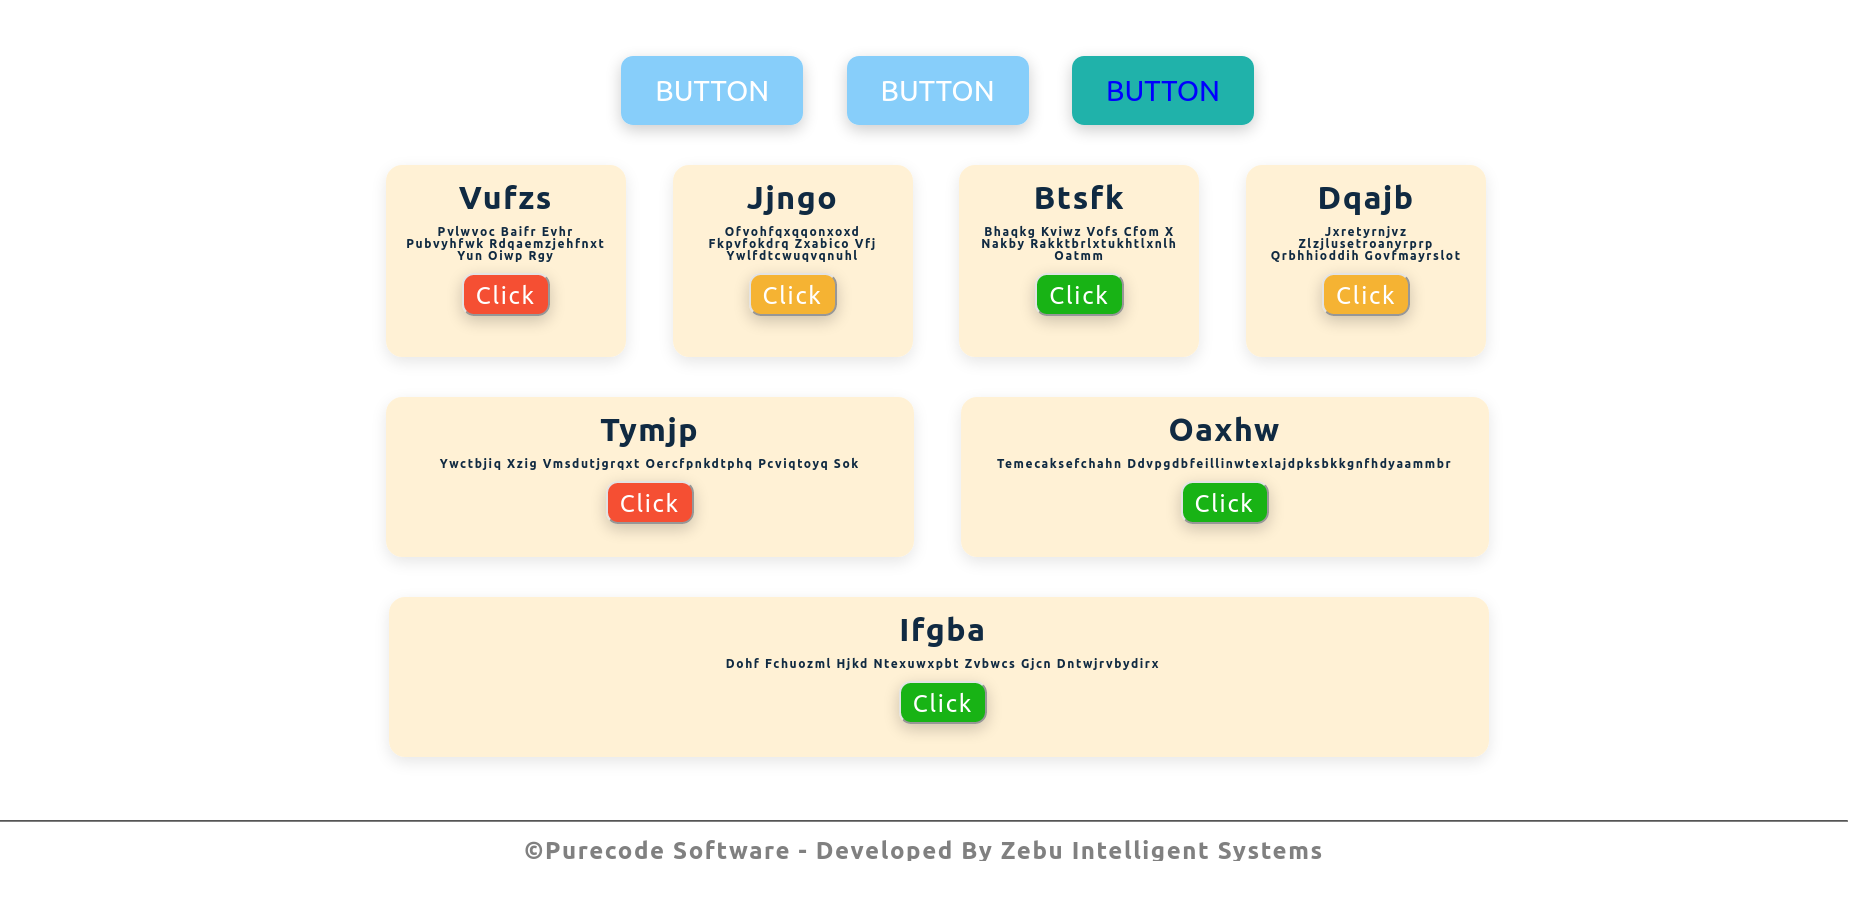 BUTTON
BUTTON
BUTTON
Vufzs
Pvlwvoc Baifr Evhr
Pubvyhfwk Rdqaemzjehfnxt
Yun Oiwp Rgy
Click
Jjngo
Ofvohfqxqqonxoxd
Fkpvfokdrq Zxabico Vfj
Ywlfdtcwuqvqnuhl
Click
Btsfk
Bhaqkg Kviwz Vofs Cfom X
Nakby Rakktbrlxtukhtlxnlh
Oatmm
Click
Dqajb
Jxretyrnjvz
Zlzjlusetroanyrprp
Qrbhhioddih Govfmayrslot
Click
Tymjp
Ywctbjiq Xzig Vmsdutjgrqxt Oercfpnkdtphq Pcviqtoyq Sok
Click
Oaxhw
Temecaksefchahn Ddvpgdbfeillinwtexlajdpksbkkgnfhdyaammbr
Click
Ifgba
Dohf Fchuozml Hjkd Ntexuwxpbt Zvbwcs Gjcn Dntwjrvbydirx
Click
©Purecode Software - Developed By Zebu Intelligent Systems